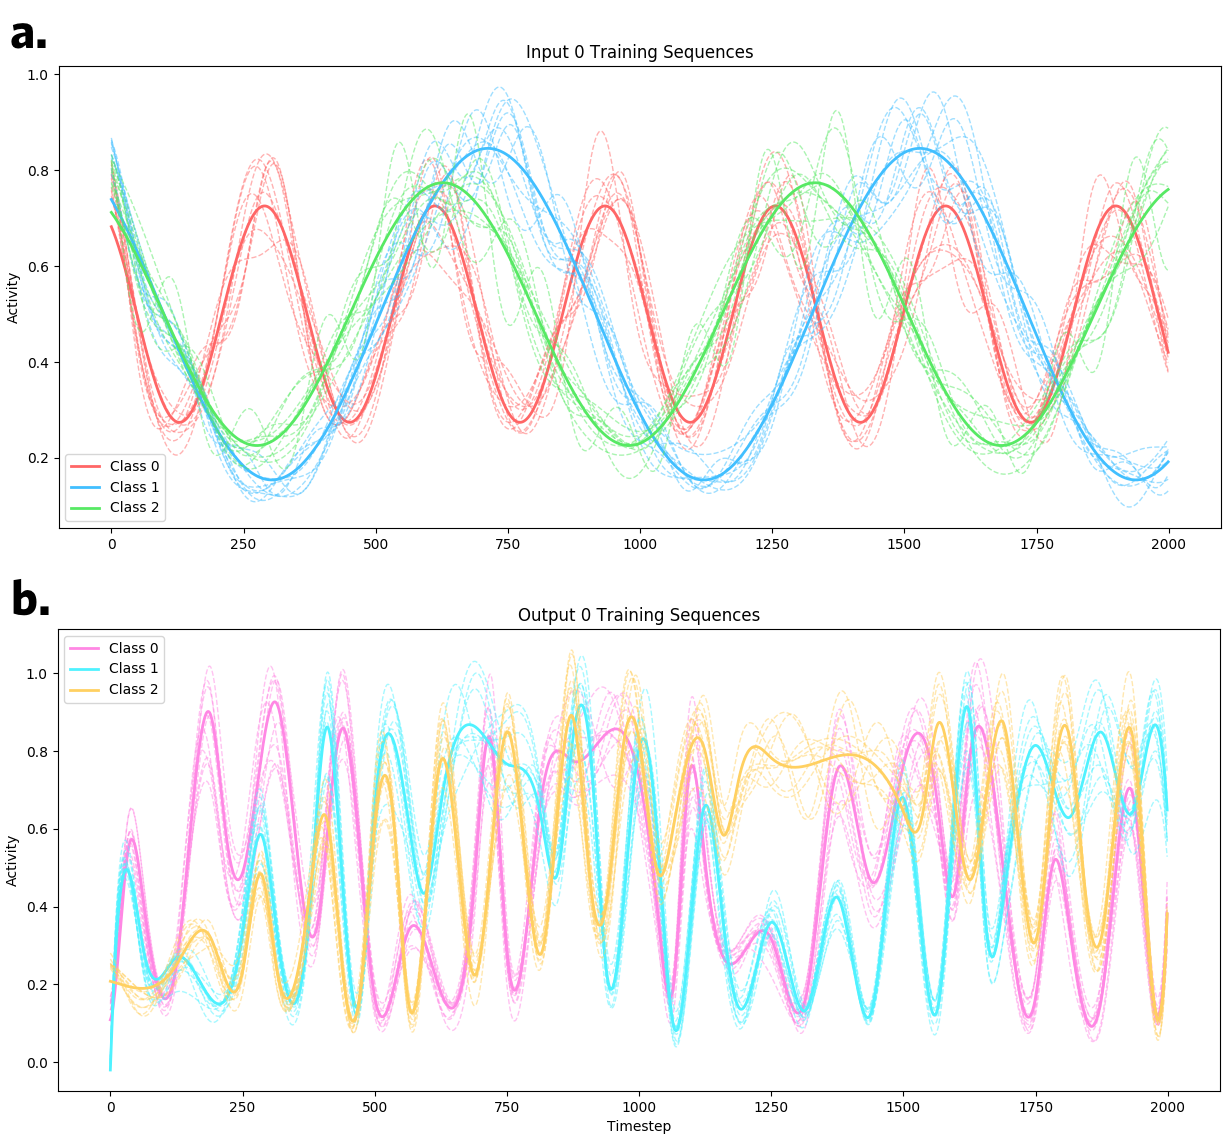 a.
Input 0 Training Sequences
1.0
0.8
0.6
0.4
0.2
Activity
Class 0
Class 1
Class 2
0 250 500 750 1000 1250 1500 1750 2000
b.
Output 0 Training Sequences
Class 0
Class 1
Class 2
1.0
0.8
0.6
0.4
0.2
0.0
Activity
0 250 500 750 1000 1250 1500 1750 2000
Timestep